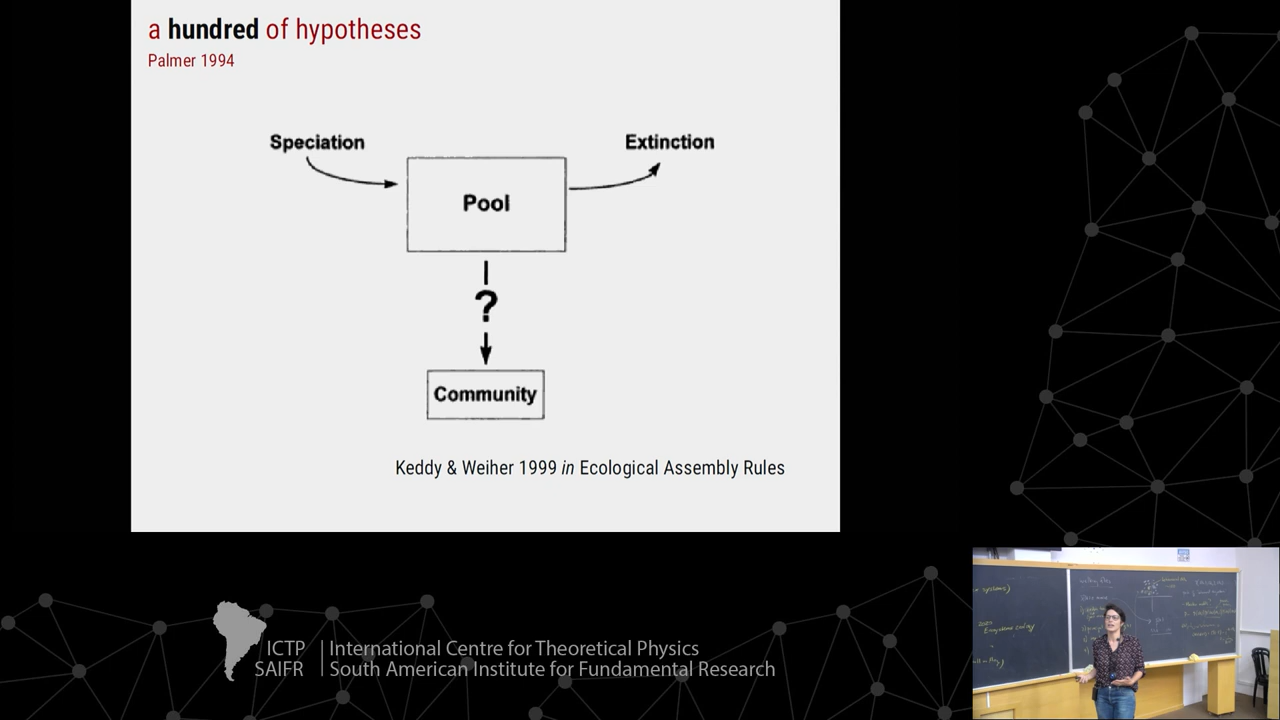 a hundred of hypotheses
Palmer 1994
Speciation
Extinction
Pool
?
Community
Keddy & Weiher 1999 in Ecological Assembly Rules
ICTP
SAIFR
International Centre for Theoretical Physics
South American Institute for Fundamental Research